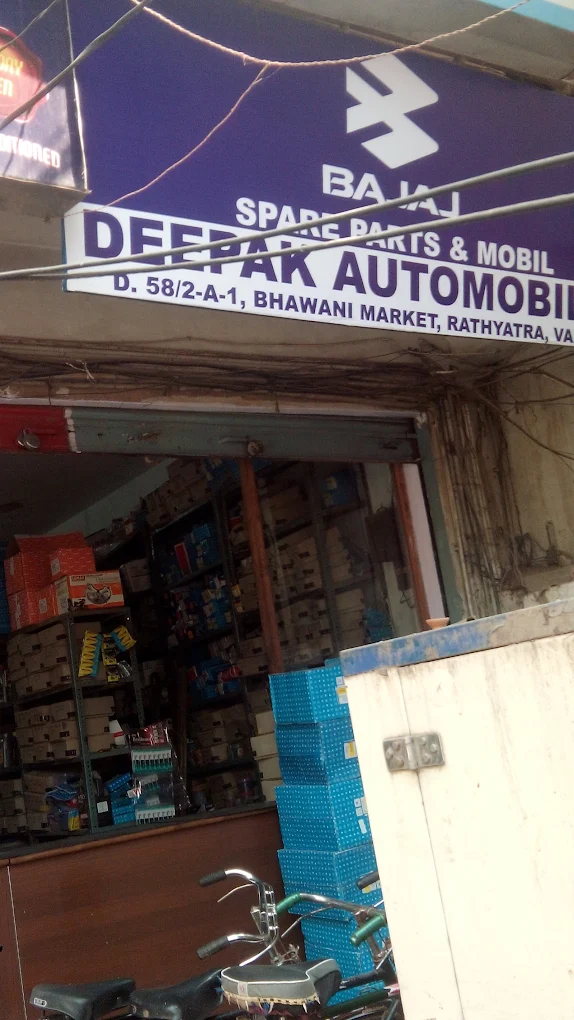 BAJAJ
SPARE PARTS & MOBIL
DEEPAK AUTOMOBIL
D. 58/2-A-1, BHAWANI MARKET, RATHYATRA, VA